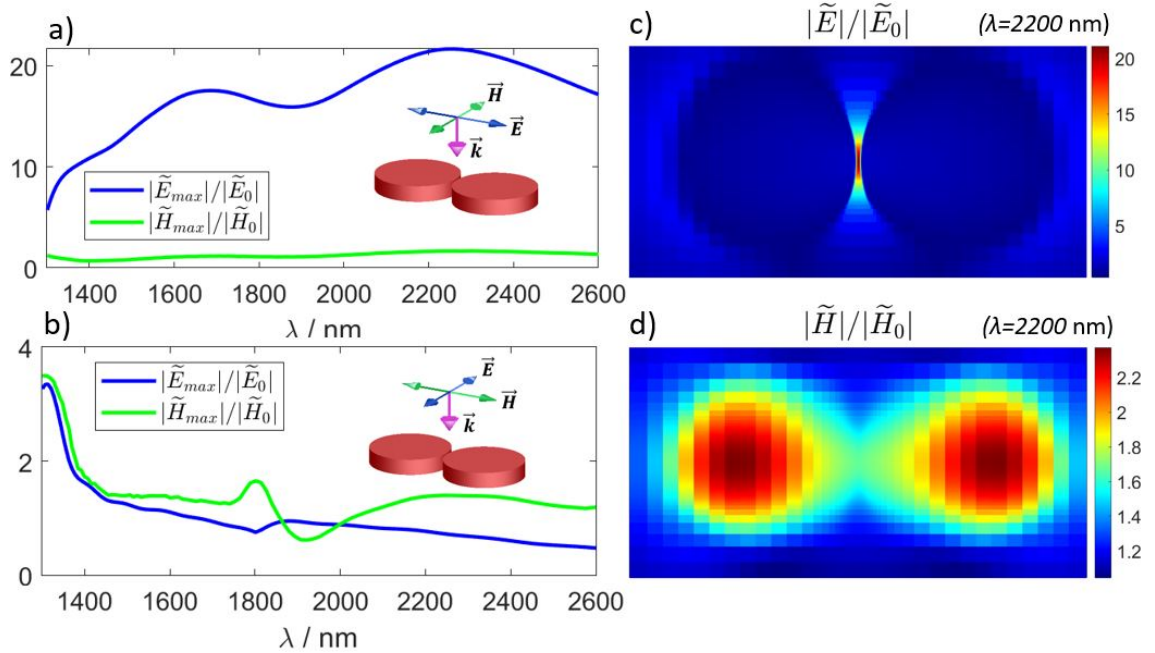 a)
20
10
0
|Ẽmax|/|Ẽ0|
|H̃max|/|H̃0|
H⃗
E⃗
k⃗
1400 1600 1800 2000 2200 2400 2600
λ / nm
b)
4
2
0
|Ẽmax|/|Ẽ0|
|H̃max|/|H̃0|
E⃗
H⃗
k⃗
1400 1600 1800 2000 2200 2400 2600
λ / nm
c) |Ẽ|/|Ẽ0| (λ=2200 nm)
20
15
10
5
d) |H̃|/|H̃0| (λ=2200 nm)
2.2
2
1.8
1.6
1.4
1.2